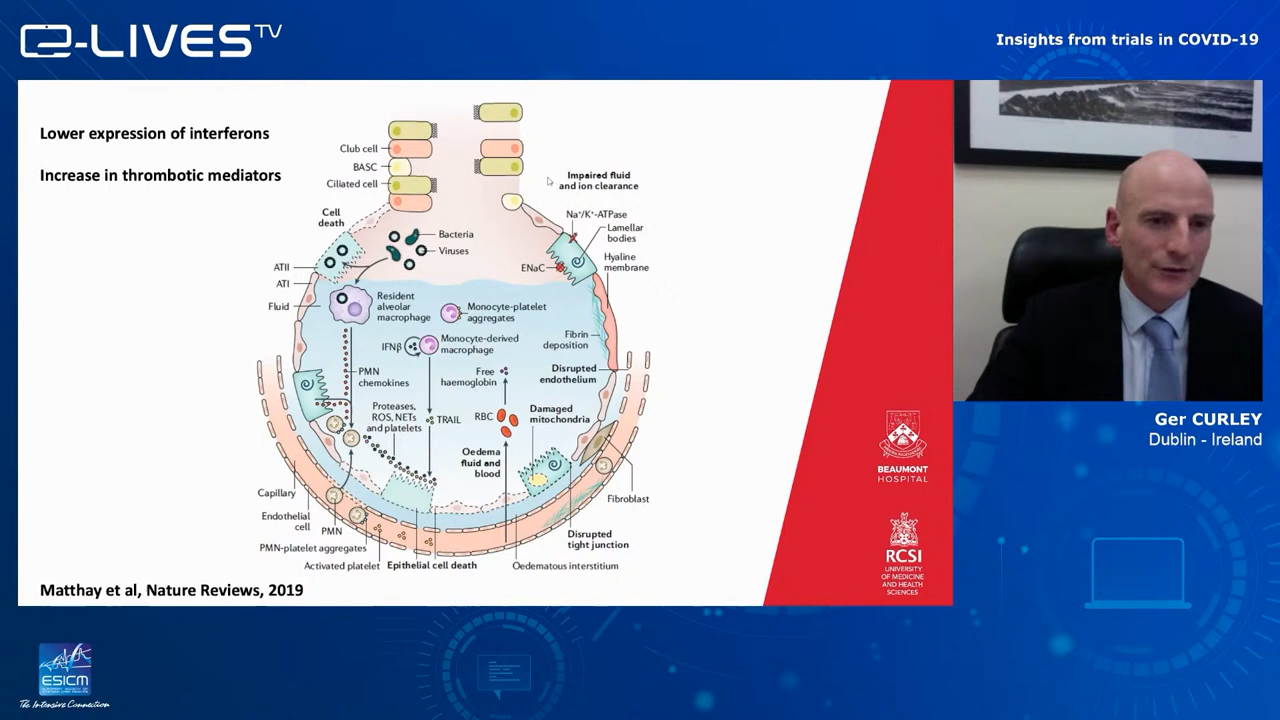 e-LIVES TV
Insights from trials in COVID-19
Lower expression of interferons
Increase in thrombotic mediators
Club cell
BASC
Ciliated cell
Cell
death
Bacteria
Viruses
Impaired fluid
and ion clearance
Na⁺/K⁺-ATPase
Lamellar
bodies
Hyaline
membrane
ENaC
ATII
ATI
Fluid
Resident
alveolar
macrophage
Monocyte-platelet
aggregates
IFNβ
Monocyte-derived
macrophage
Fibrin
deposition
PMN
chemokines
Free
haemoglobin
Disrupted
endothelium
Proteases,
ROS, NETs
and platelets
TRAIL
RBC
Damaged
mitochondria
Oedema
fluid and
blood
Capillary
Endothelial
cell
PMN
PMN-platelet aggregates
Activated platelet
Epithelial cell death
Fibroblast
Disrupted
tight junction
Oedematous interstitium
Matthay et al, Nature Reviews, 2019
BEAUMONT
HOSPITAL
RCSI
UNIVERSITY
OF MEDICINE
AND HEALTH
SCIENCES
Ger CURLEY
Dublin - Ireland
ESICM
The Intensive Connection